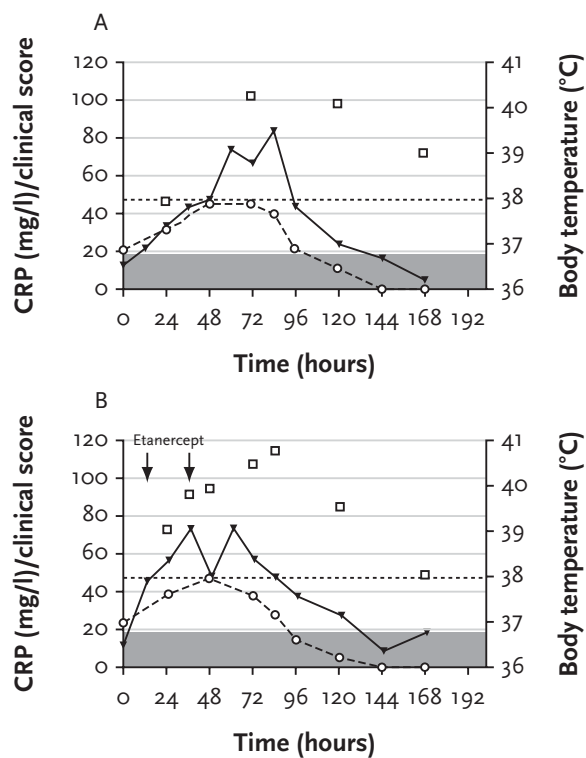 A
CRP (mg/l)/clinical score
120
100
80
60
40
20
0
41
40
39
38
37
36
Body temperature (°C)
0 24 48 72 96 120 144 168 192
Time (hours)
B
CRP (mg/l)/clinical score
120
100
80
60
40
20
0
Etanercept
41
40
39
38
37
36
Body temperature (°C)
0 24 48 72 96 120 144 168 192
Time (hours)